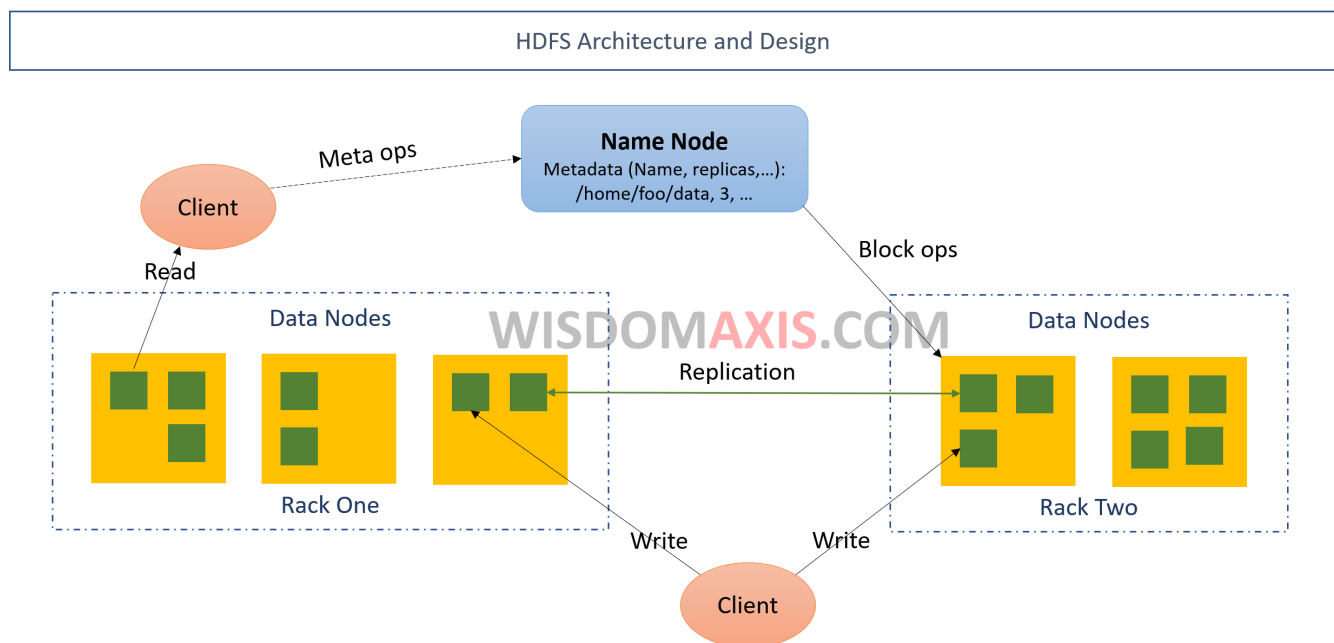 HDFS Architecture and Design
Name Node
Metadata (Name, replicas,...):
/home/foo/data, 3, ...
Meta ops
Client
Read
Block ops
Data Nodes
WISDOMAXIS.COM
Data Nodes
Replication
Rack One
Rack Two
Write
Write
Client